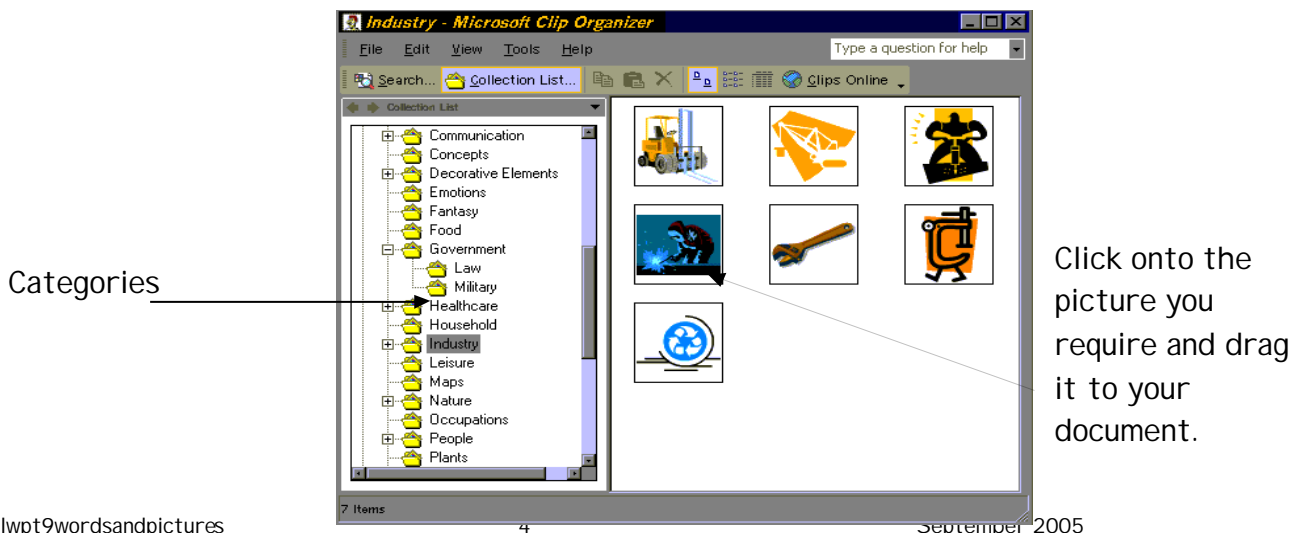 Industry - Microsoft Clip Organizer
File Edit View Tools Help
Type a question for help
Search... Collection List... Clips Online
Collection List
Communication
Concepts
Decorative Elements
Emotions
Fantasy
Food
Government
Law
Military
Healthcare
Household
Industry
Leisure
Maps
Nature
Occupations
People
Plants
7 Items
Categories
Click onto the
picture you
require and drag
it to your
document.
lwpt9wordsandpictures 4 September 2005